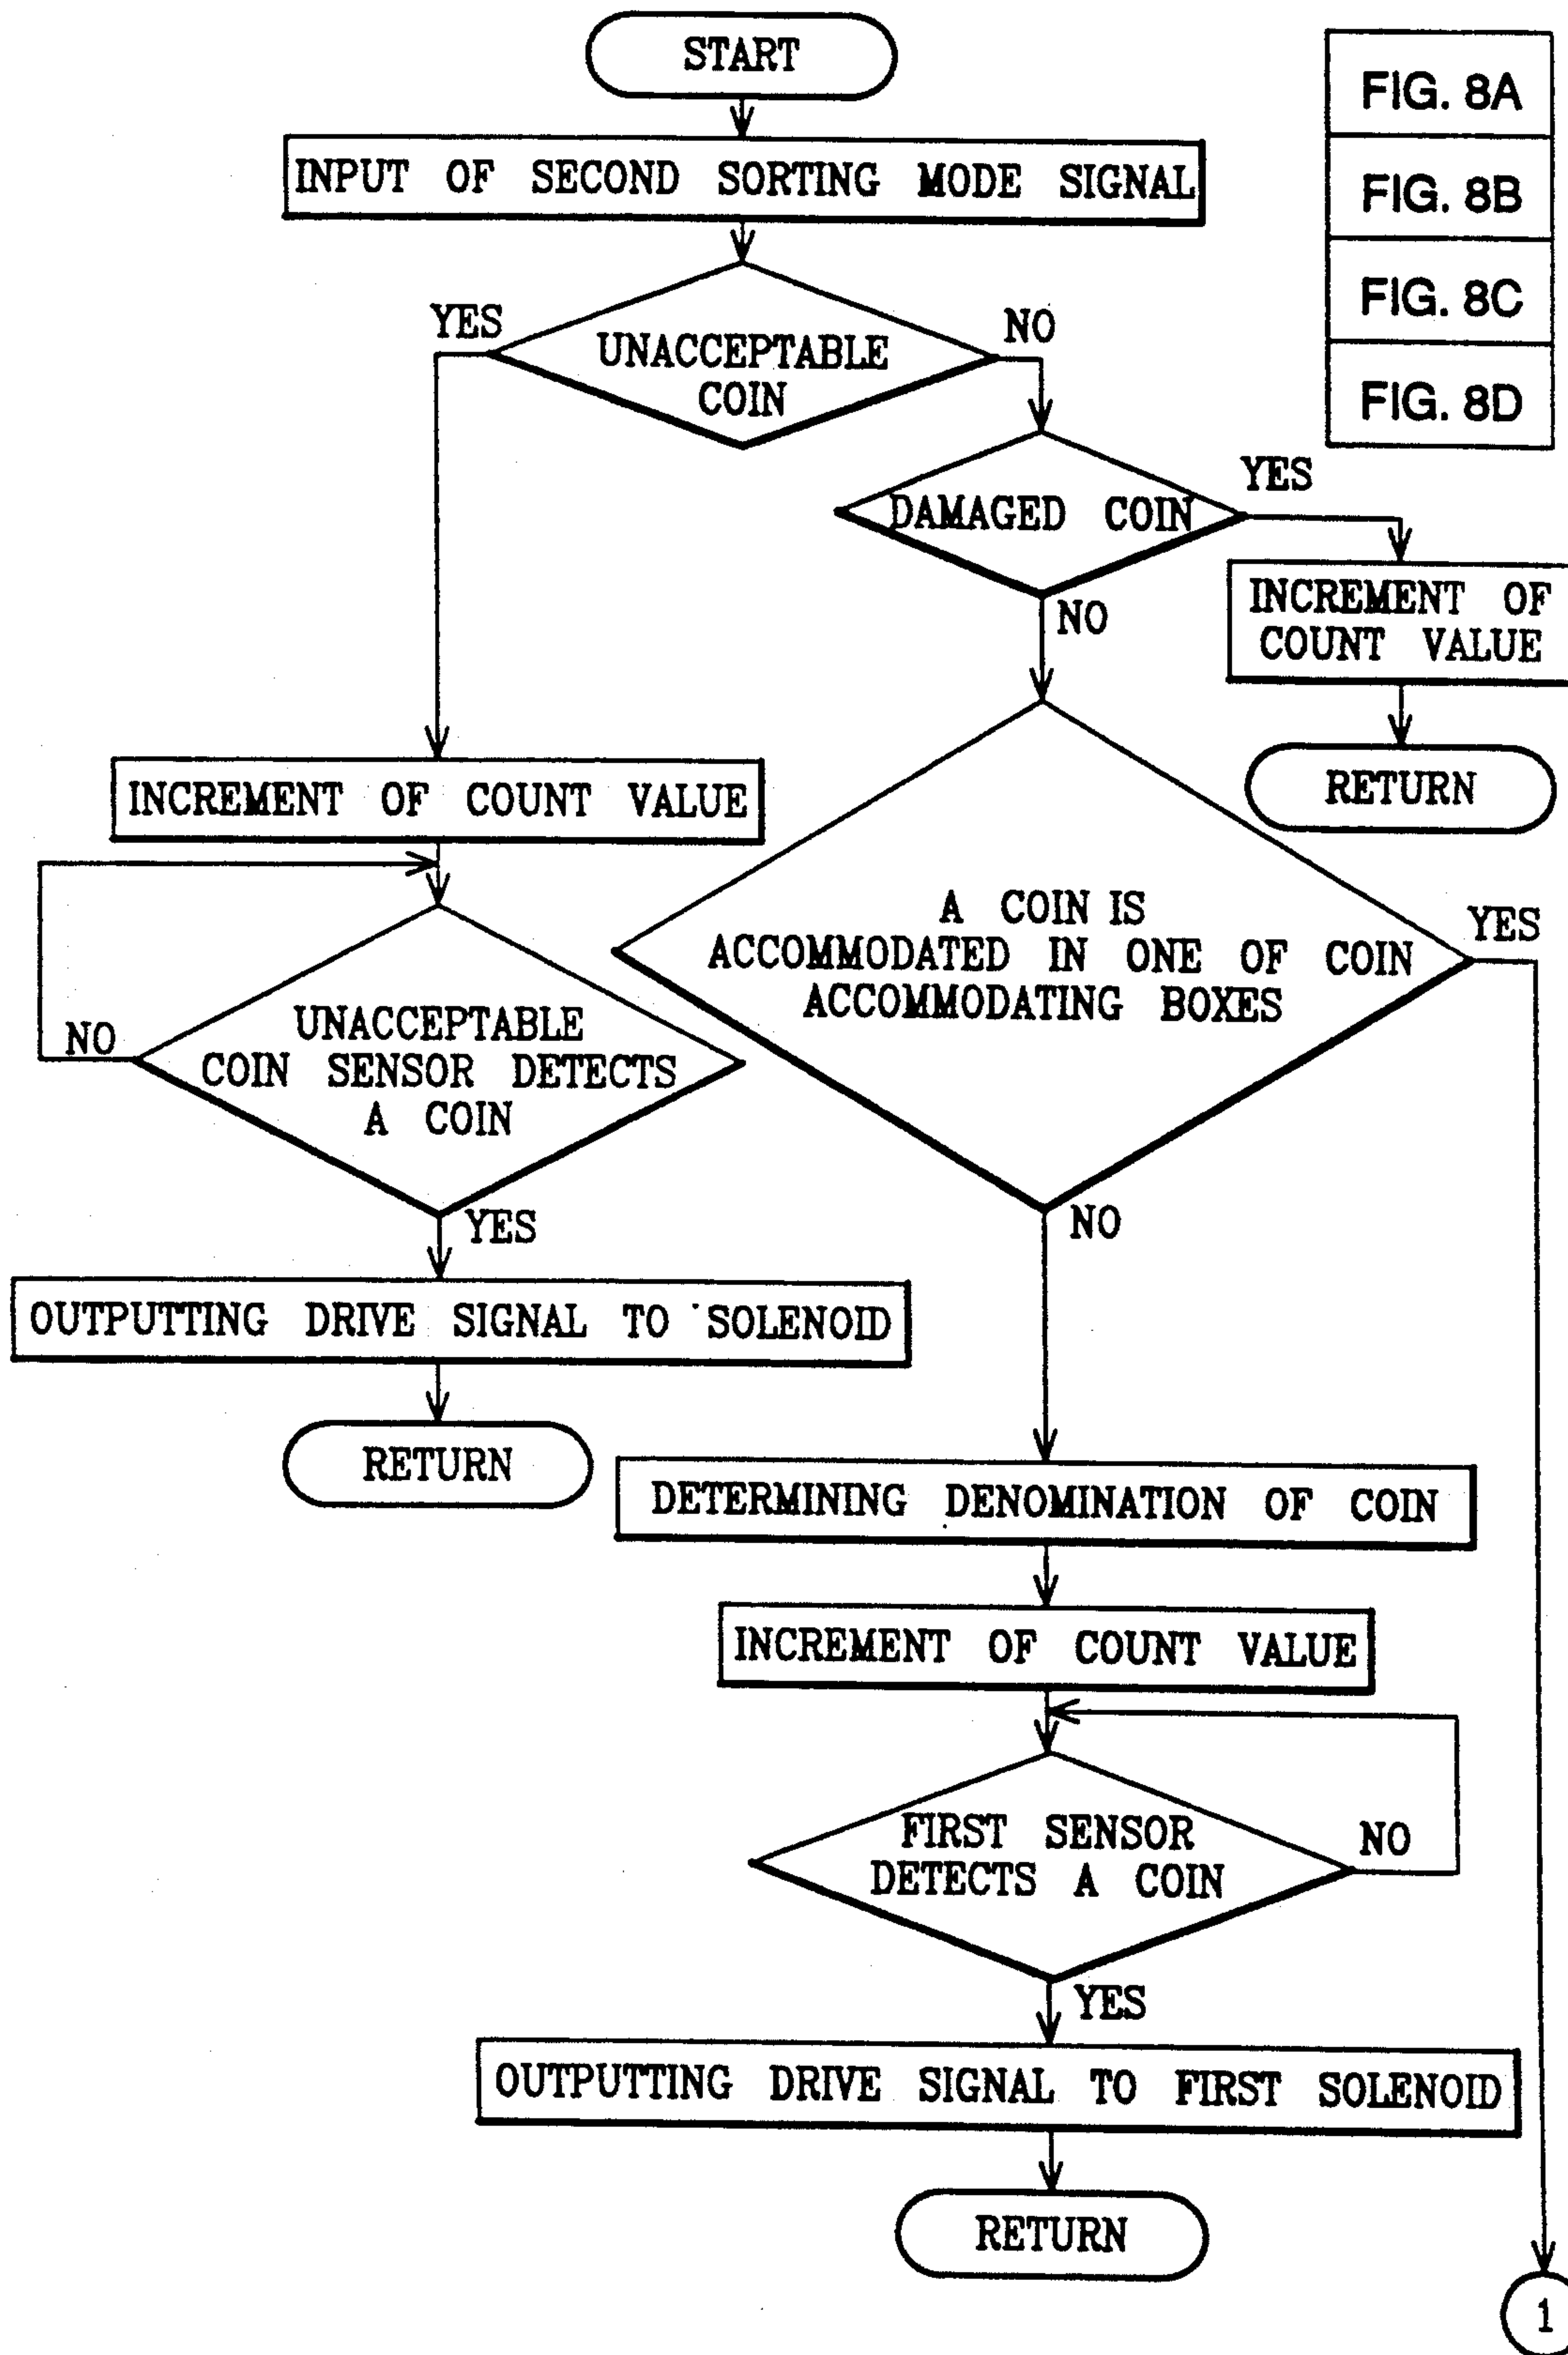 START
FIG. 8A
INPUT OF SECOND SORTING MODE SIGNAL
FIG. 8B
FIG. 8C
YES
NO
UNACCEPTABLE
COIN
FIG. 8D
YES
DAMAGED COIN
INCREMENT OF
COUNT VALUE
NO
RETURN
INCREMENT OF COUNT VALUE
A COIN IS
ACCOMMODATED IN ONE OF COIN
ACCOMMODATING BOXES
YES
NO
UNACCEPTABLE
COIN SENSOR DETECTS
A COIN
YES
NO
OUTPUTTING DRIVE SIGNAL TO SOLENOID
RETURN
DETERMINING DENOMINATION OF COIN
INCREMENT OF COUNT VALUE
FIRST SENSOR
DETECTS A COIN
NO
YES
OUTPUTTING DRIVE SIGNAL TO FIRST SOLENOID
RETURN
1